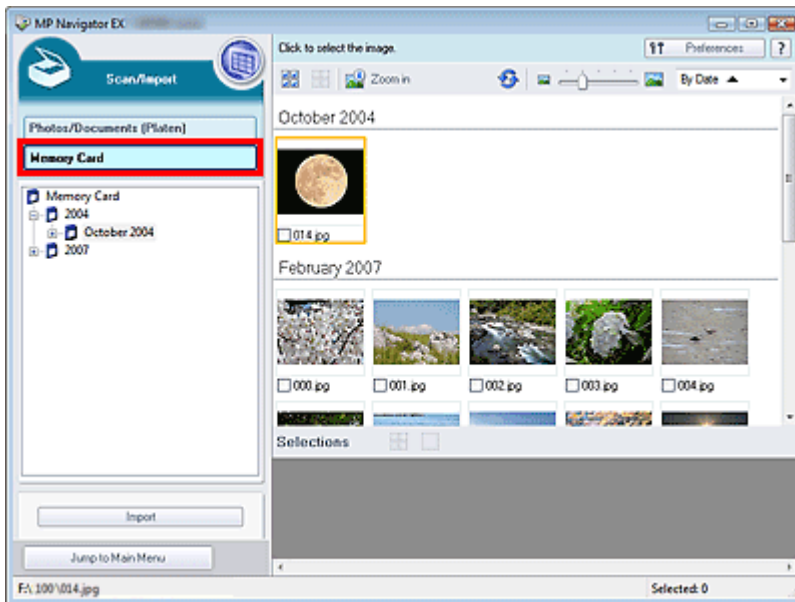 MP Navigator EX
Click to select the image.
Preferences
?
Scan/Import
Zoom in
By Date
Photos/Documents (Platen)
Memory Card
Memory Card
2004
October 2004
2007
October 2004
014.jpg
February 2007
000.jpg
001.jpg
002.jpg
003.jpg
004.jpg
Selections
Import
Jump to Main Menu
F:\ 100 \014.jpg
Selected: 0